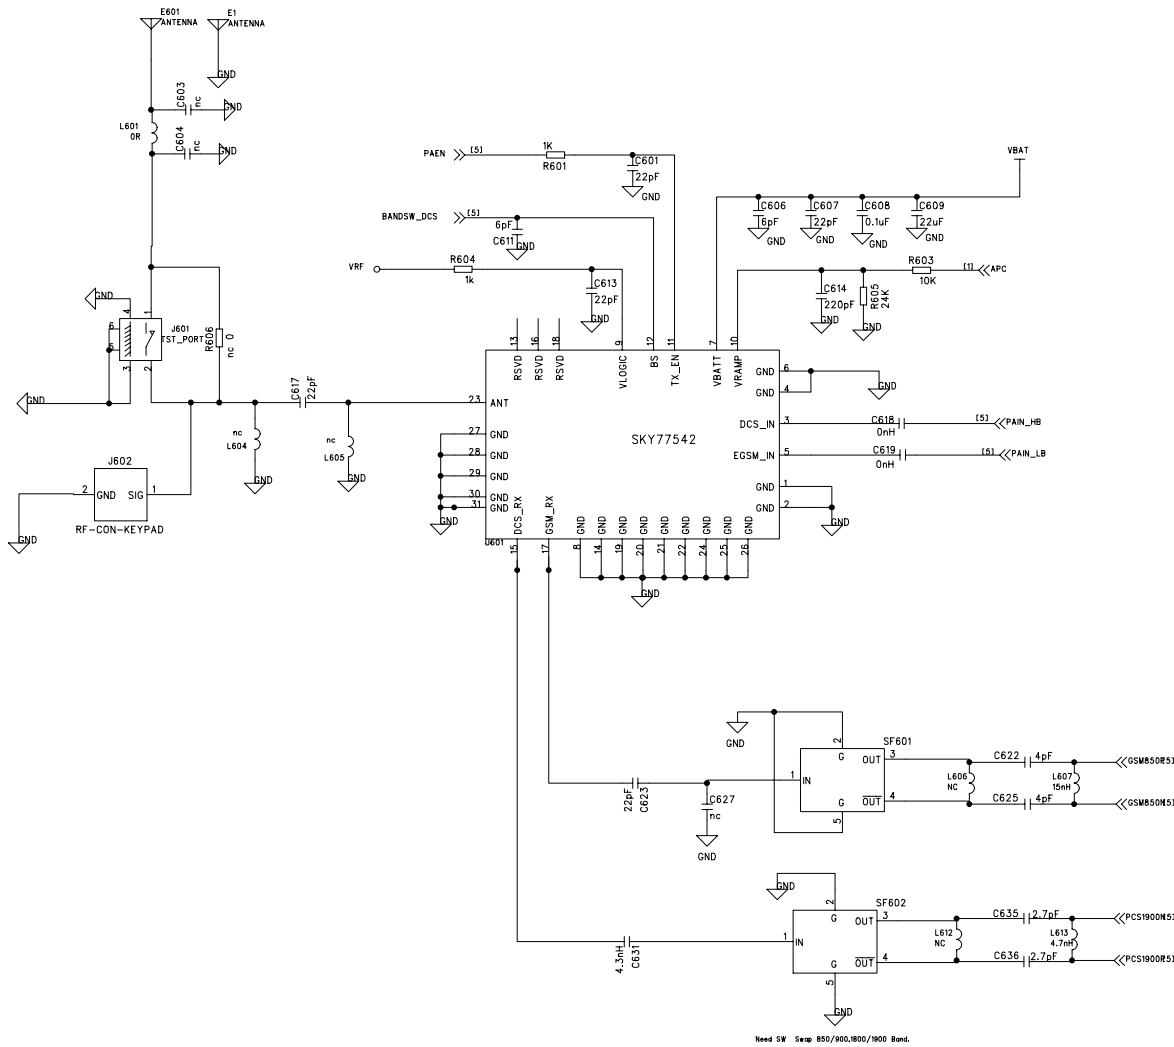 E601
ANTENNA
E1
ANTENNA
GND
C603
nc
GND
L601
0R
C604
nc
GND
PAEN
[5]
1K
R601
C601
22pF
GND
VBAT
BANDSW_DCS
[5]
6pF
C611
GND
C606
6pF
GND
C607
22pF
GND
C608
0.1uF
GND
C609
22uF
GND
VRF
R604
1k
C613
22pF
GND
R603
10K
[1]
APC
C614
220pF
GND
R605
24K
GND
GND
4
1
6
5
3
2
J601
TST_PORT
R606
nc 0
GND
13
RSVD
16
RSVD
18
RSVD
9
VLOGIC
12
BS
11
TX_EN
7
VBATT
10
VRAMP
GND
6
GND
4
GND
C617
22pF
23
ANT
nc
L604
GND
nc
L605
GND
27
GND
28
GND
29
GND
30
GND
31
GND
GND
SKY77542
DCS_IN
3
C618
0nH
[5]
PAIN_HB
EGSM_IN
5
C619
0nH
[5]
PAIN_LB
GND
1
GND
2
GND
J602
2
GND
SIG
1
RF-CON-KEYPAD
GND
U601
DCS_RX
15
GSM_RX
17
GND
8
GND
14
GND
19
GND
20
GND
21
GND
22
GND
24
GND
25
GND
26
GND
GND
SF601
2
G
OUT
3
1
IN
G
OUT
4
5
22pF
C623
C627
nc
GND
C622
4pF
L606
NC
C625
4pF
L607
15nH
GSM850P[5]
GSM850N[5]
GND
SF602
2
G
OUT
3
1
IN
G
OUT
4
5
GND
4.3nH
C631
C635
2.7pF
L612
NC
C636
2.7pF
L613
4.7nH
PCS1900N[5]
PCS1900P[5]
Need SW Swap 850/900,1800/1900 Band.